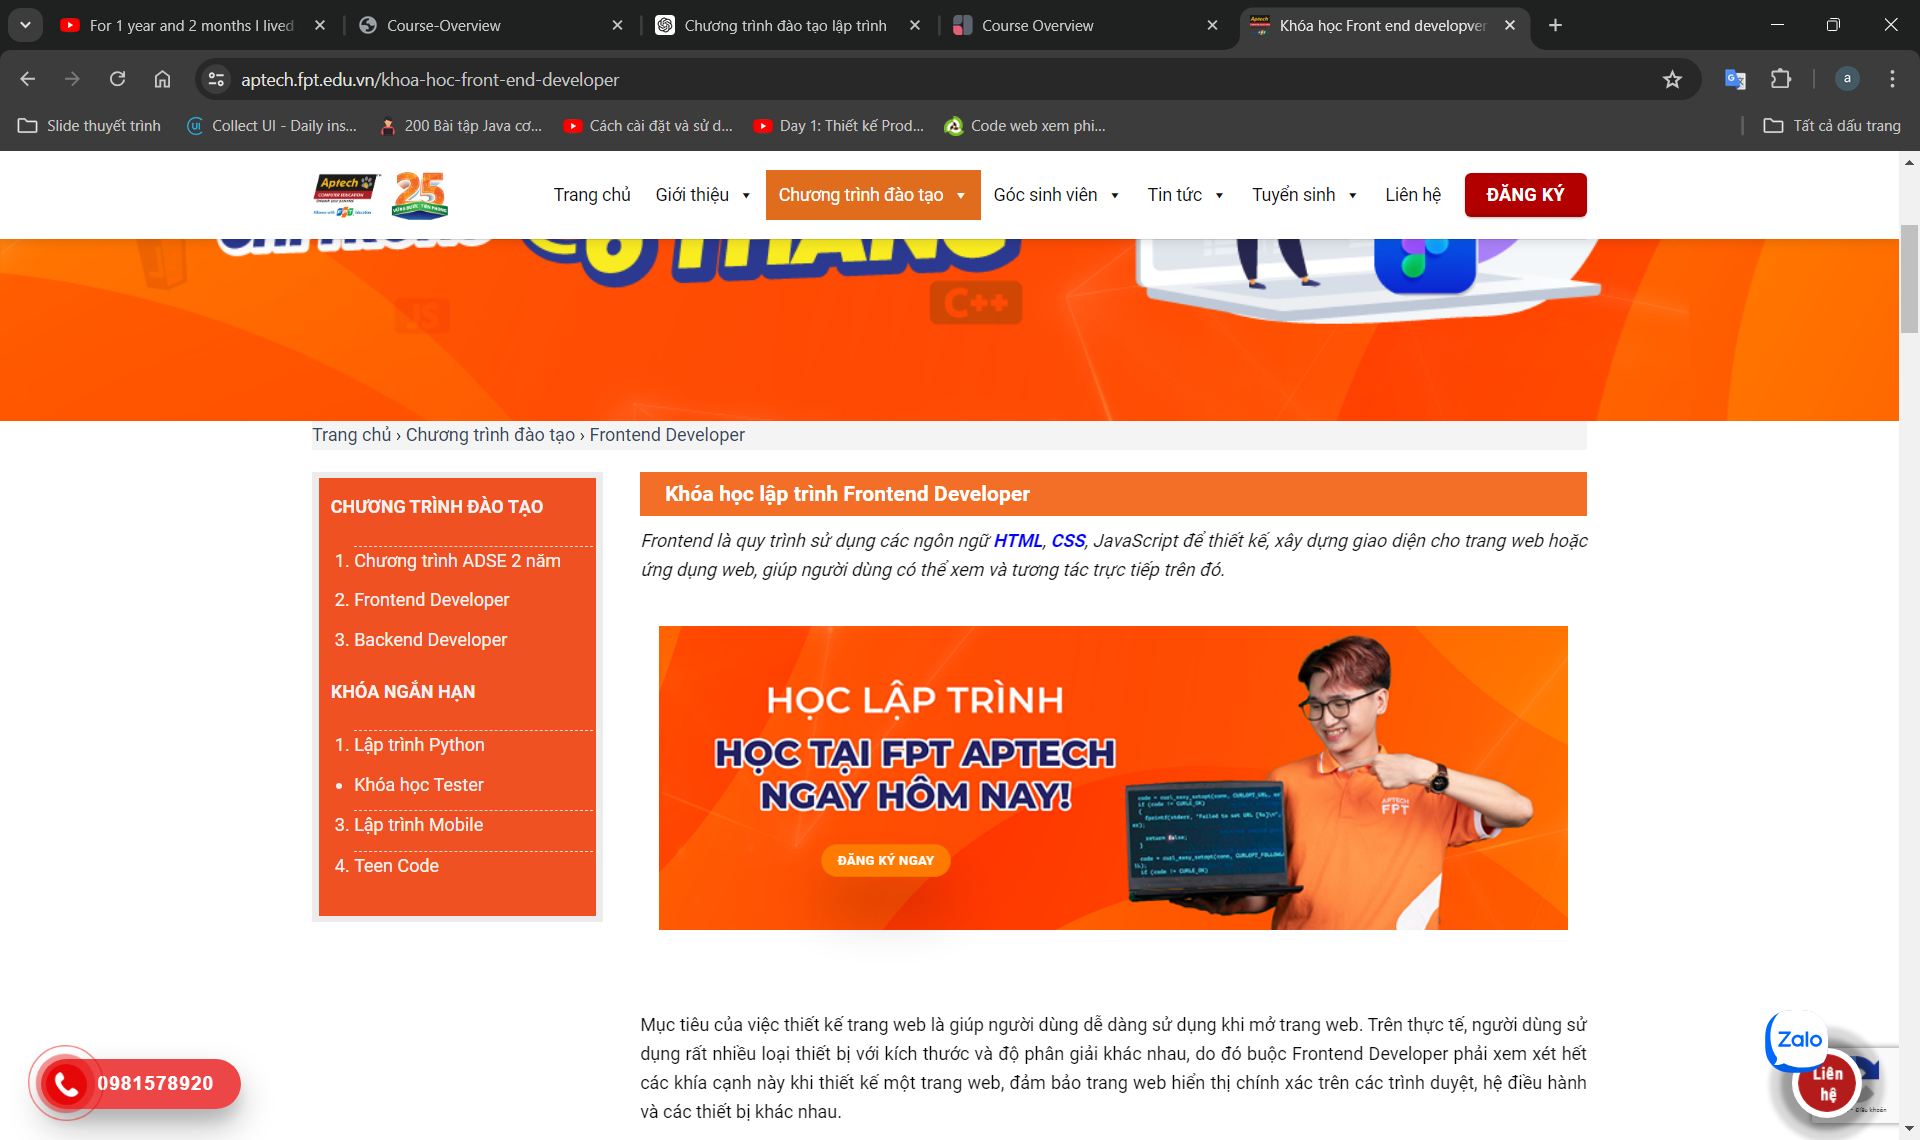 For 1 year and 2 months I lived
Course-Overview
Chương trình đào tạo lập trình
Course Overview
Khóa học Front end developver
aptech.fpt.edu.vn/khoa-hoc-front-end-developer
a
Slide thuyết trình
Collect UI - Daily ins...
200 Bài tập Java cơ...
Cách cài đặt và sử d...
Day 1: Thiết kế Prod...
Code web xem phi...
Tất cả dấu trang
Aptech
COMPUTER EDUCATION
25
Trang chủ
Giới thiệu
Chương trình đào tạo
Góc sinh viên
Tin tức
Tuyển sinh
Liên hệ
ĐĂNG KÝ
6 THÁNG
JS
C++
Trang chủ › Chương trình đào tạo › Frontend Developer
CHƯƠNG TRÌNH ĐÀO TẠO
1. Chương trình ADSE 2 năm
2. Frontend Developer
3. Backend Developer
KHÓA NGẮN HẠN
1. Lập trình Python
• Khóa học Tester
3. Lập trình Mobile
4. Teen Code
Khóa học lập trình Frontend Developer
Frontend là quy trình sử dụng các ngôn ngữ HTML, CSS, JavaScript để thiết kế, xây dựng giao diện cho trang web hoặc
ứng dụng web, giúp người dùng có thể xem và tương tác trực tiếp trên đó.
HỌC LẬP TRÌNH
HỌC TẠI FPT APTECH
NGAY HÔM NAY!
ĐĂNG KÝ NGAY
APTECH
FPT
Mục tiêu của việc thiết kế trang web là giúp người dùng dễ dàng sử dụng khi mở trang web. Trên thực tế, người dùng sử
dụng rất nhiều loại thiết bị với kích thước và độ phân giải khác nhau, do đó buộc Frontend Developer phải xem xét hết
các khía cạnh này khi thiết kế một trang web, đảm bảo trang web hiển thị chính xác trên các trình duyệt, hệ điều hành
và các thiết bị khác nhau.
0981578920
Zalo
Liên
hệ